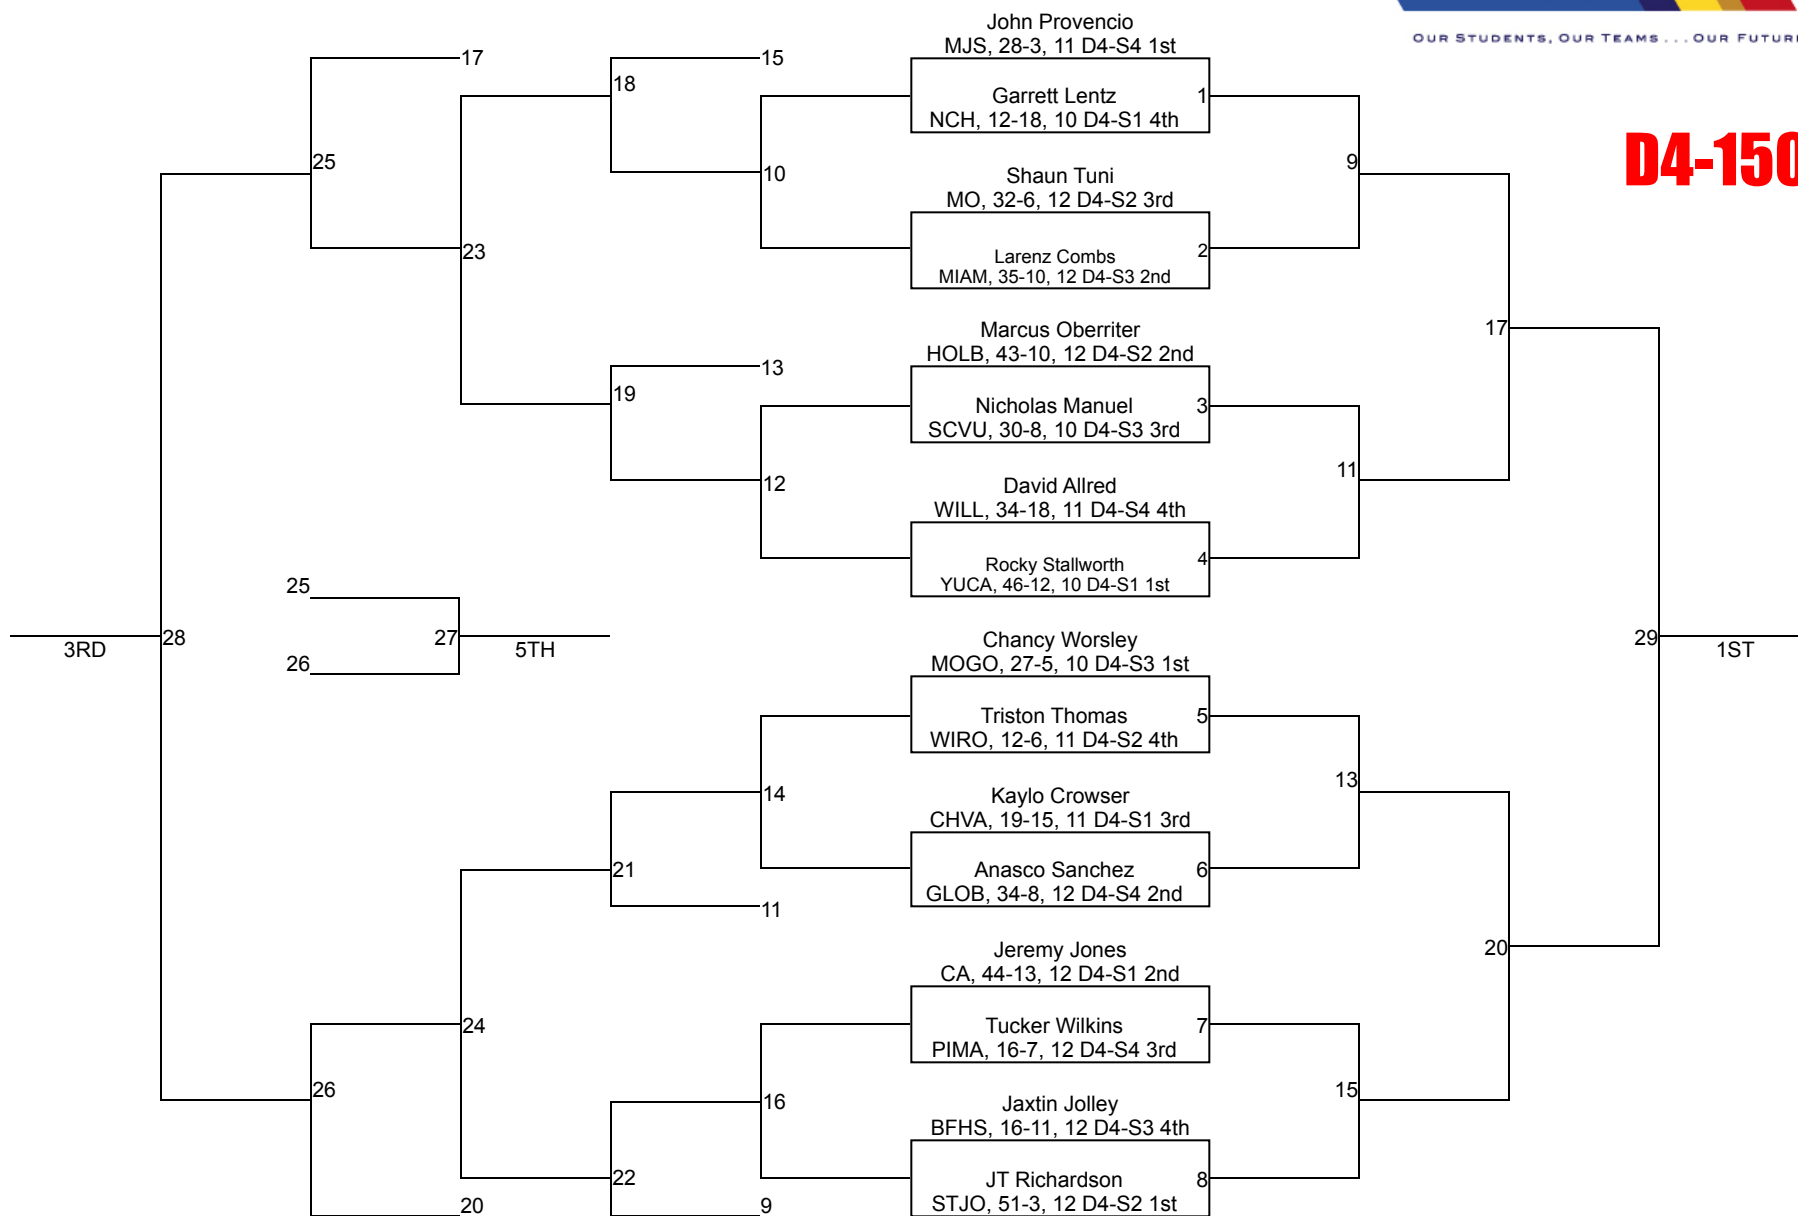 OUR STUDENTS, OUR TEAMS . . . OUR FUTURE
D4-150
John Provencio
MJS, 28-3, 11 D4-S4 1st
17
15
18
Garrett Lentz
1
NCH, 12-18, 10 D4-S1 4th
25
10
9
Shaun Tuni
MO, 32-6, 12 D4-S2 3rd
23
Larenz Combs
2
MIAM, 35-10, 12 D4-S3 2nd
Marcus Oberriter
17
HOLB, 43-10, 12 D4-S2 2nd
13
19
Nicholas Manuel
3
SCVU, 30-8, 10 D4-S3 3rd
12
11
David Allred
WILL, 34-18, 11 D4-S4 4th
Rocky Stallworth
4
YUCA, 46-12, 10 D4-S1 1st
25
3RD
28
27
5TH
26
Chancy Worsley
29
1ST
MOGO, 27-5, 10 D4-S3 1st
Triston Thomas
5
WIRO, 12-6, 11 D4-S2 4th
14
13
Kaylo Crowser
CHVA, 19-15, 11 D4-S1 3rd
21
Anasco Sanchez
6
GLOB, 34-8, 12 D4-S4 2nd
11
Jeremy Jones
20
CA, 44-13, 12 D4-S1 2nd
24
Tucker Wilkins
7
PIMA, 16-7, 12 D4-S4 3rd
26
16
15
Jaxtin Jolley
BFHS, 16-11, 12 D4-S3 4th
22
JT Richardson
8
20
9
STJO, 51-3, 12 D4-S2 1st